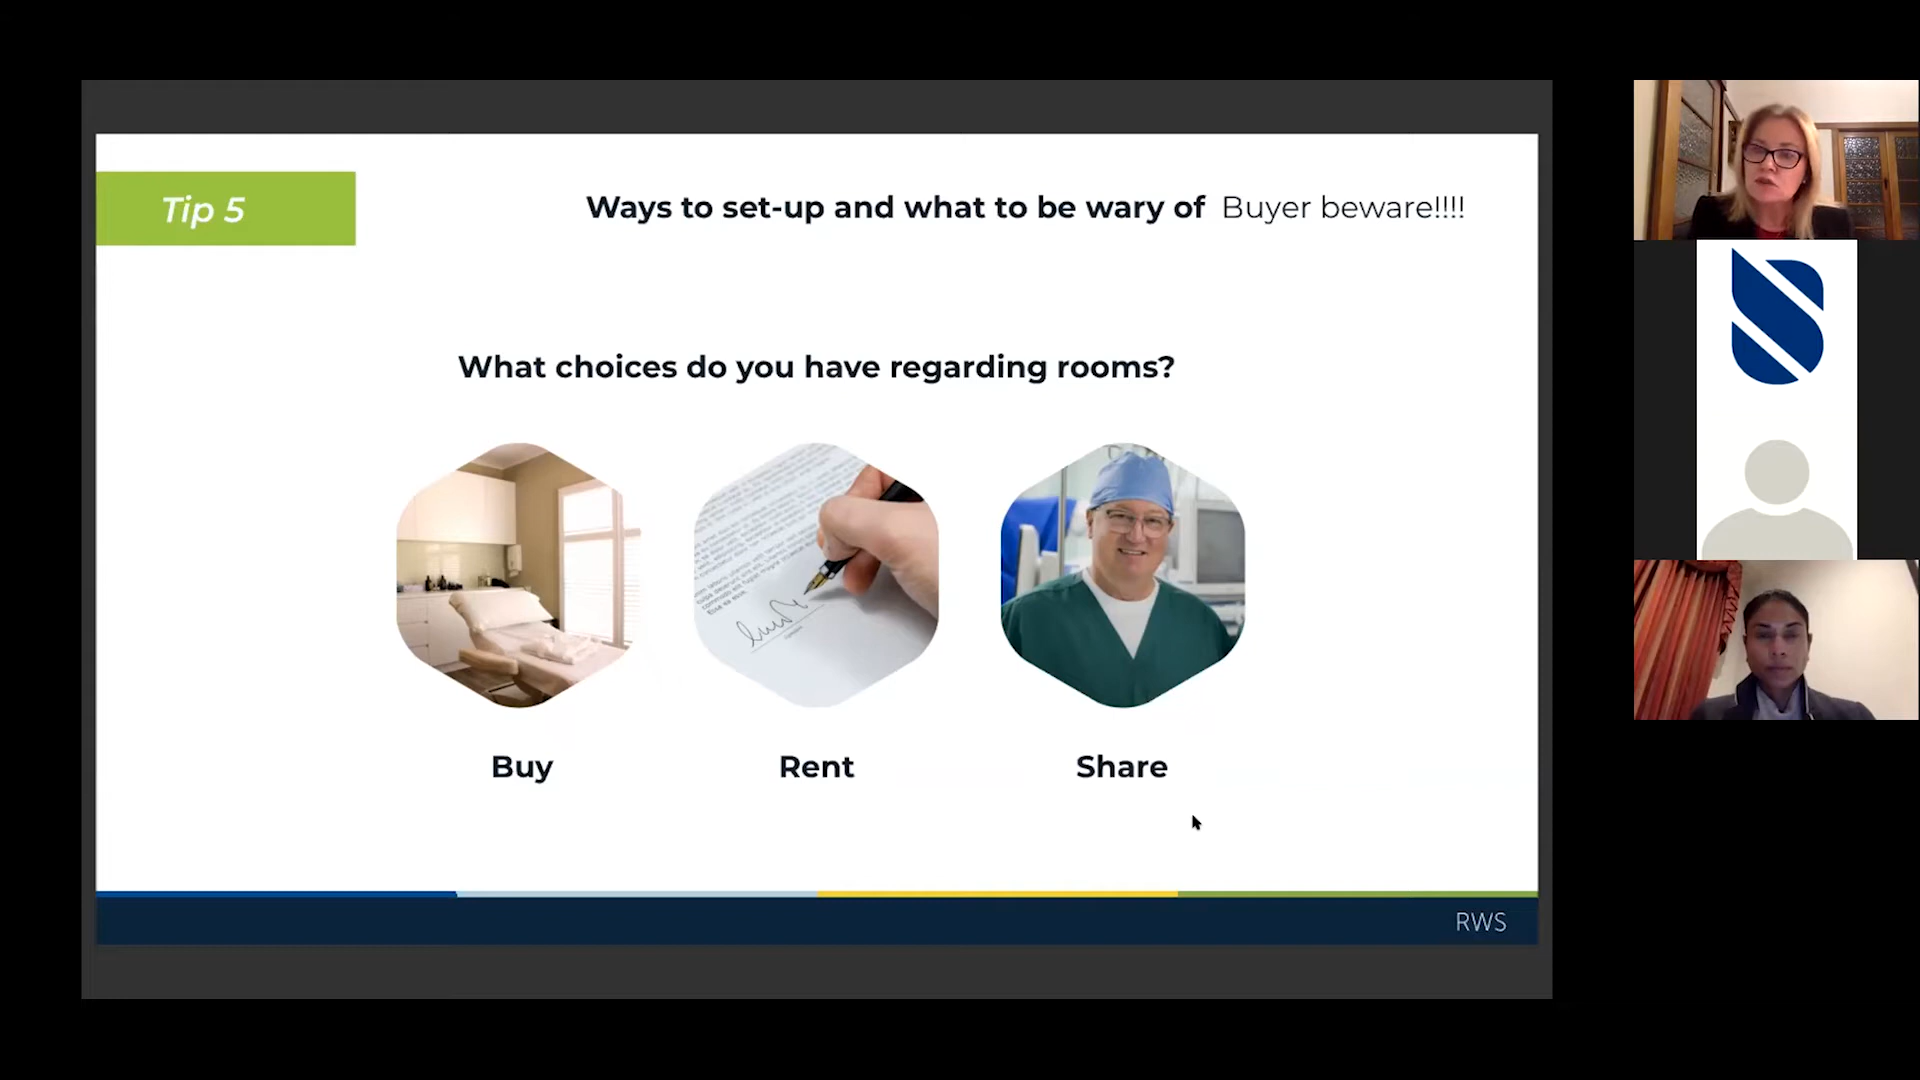 Tip 5
Ways to set-up and what to be wary of Buyer beware!!!!
What choices do you have regarding rooms?
Buy
Rent
Share
RWS